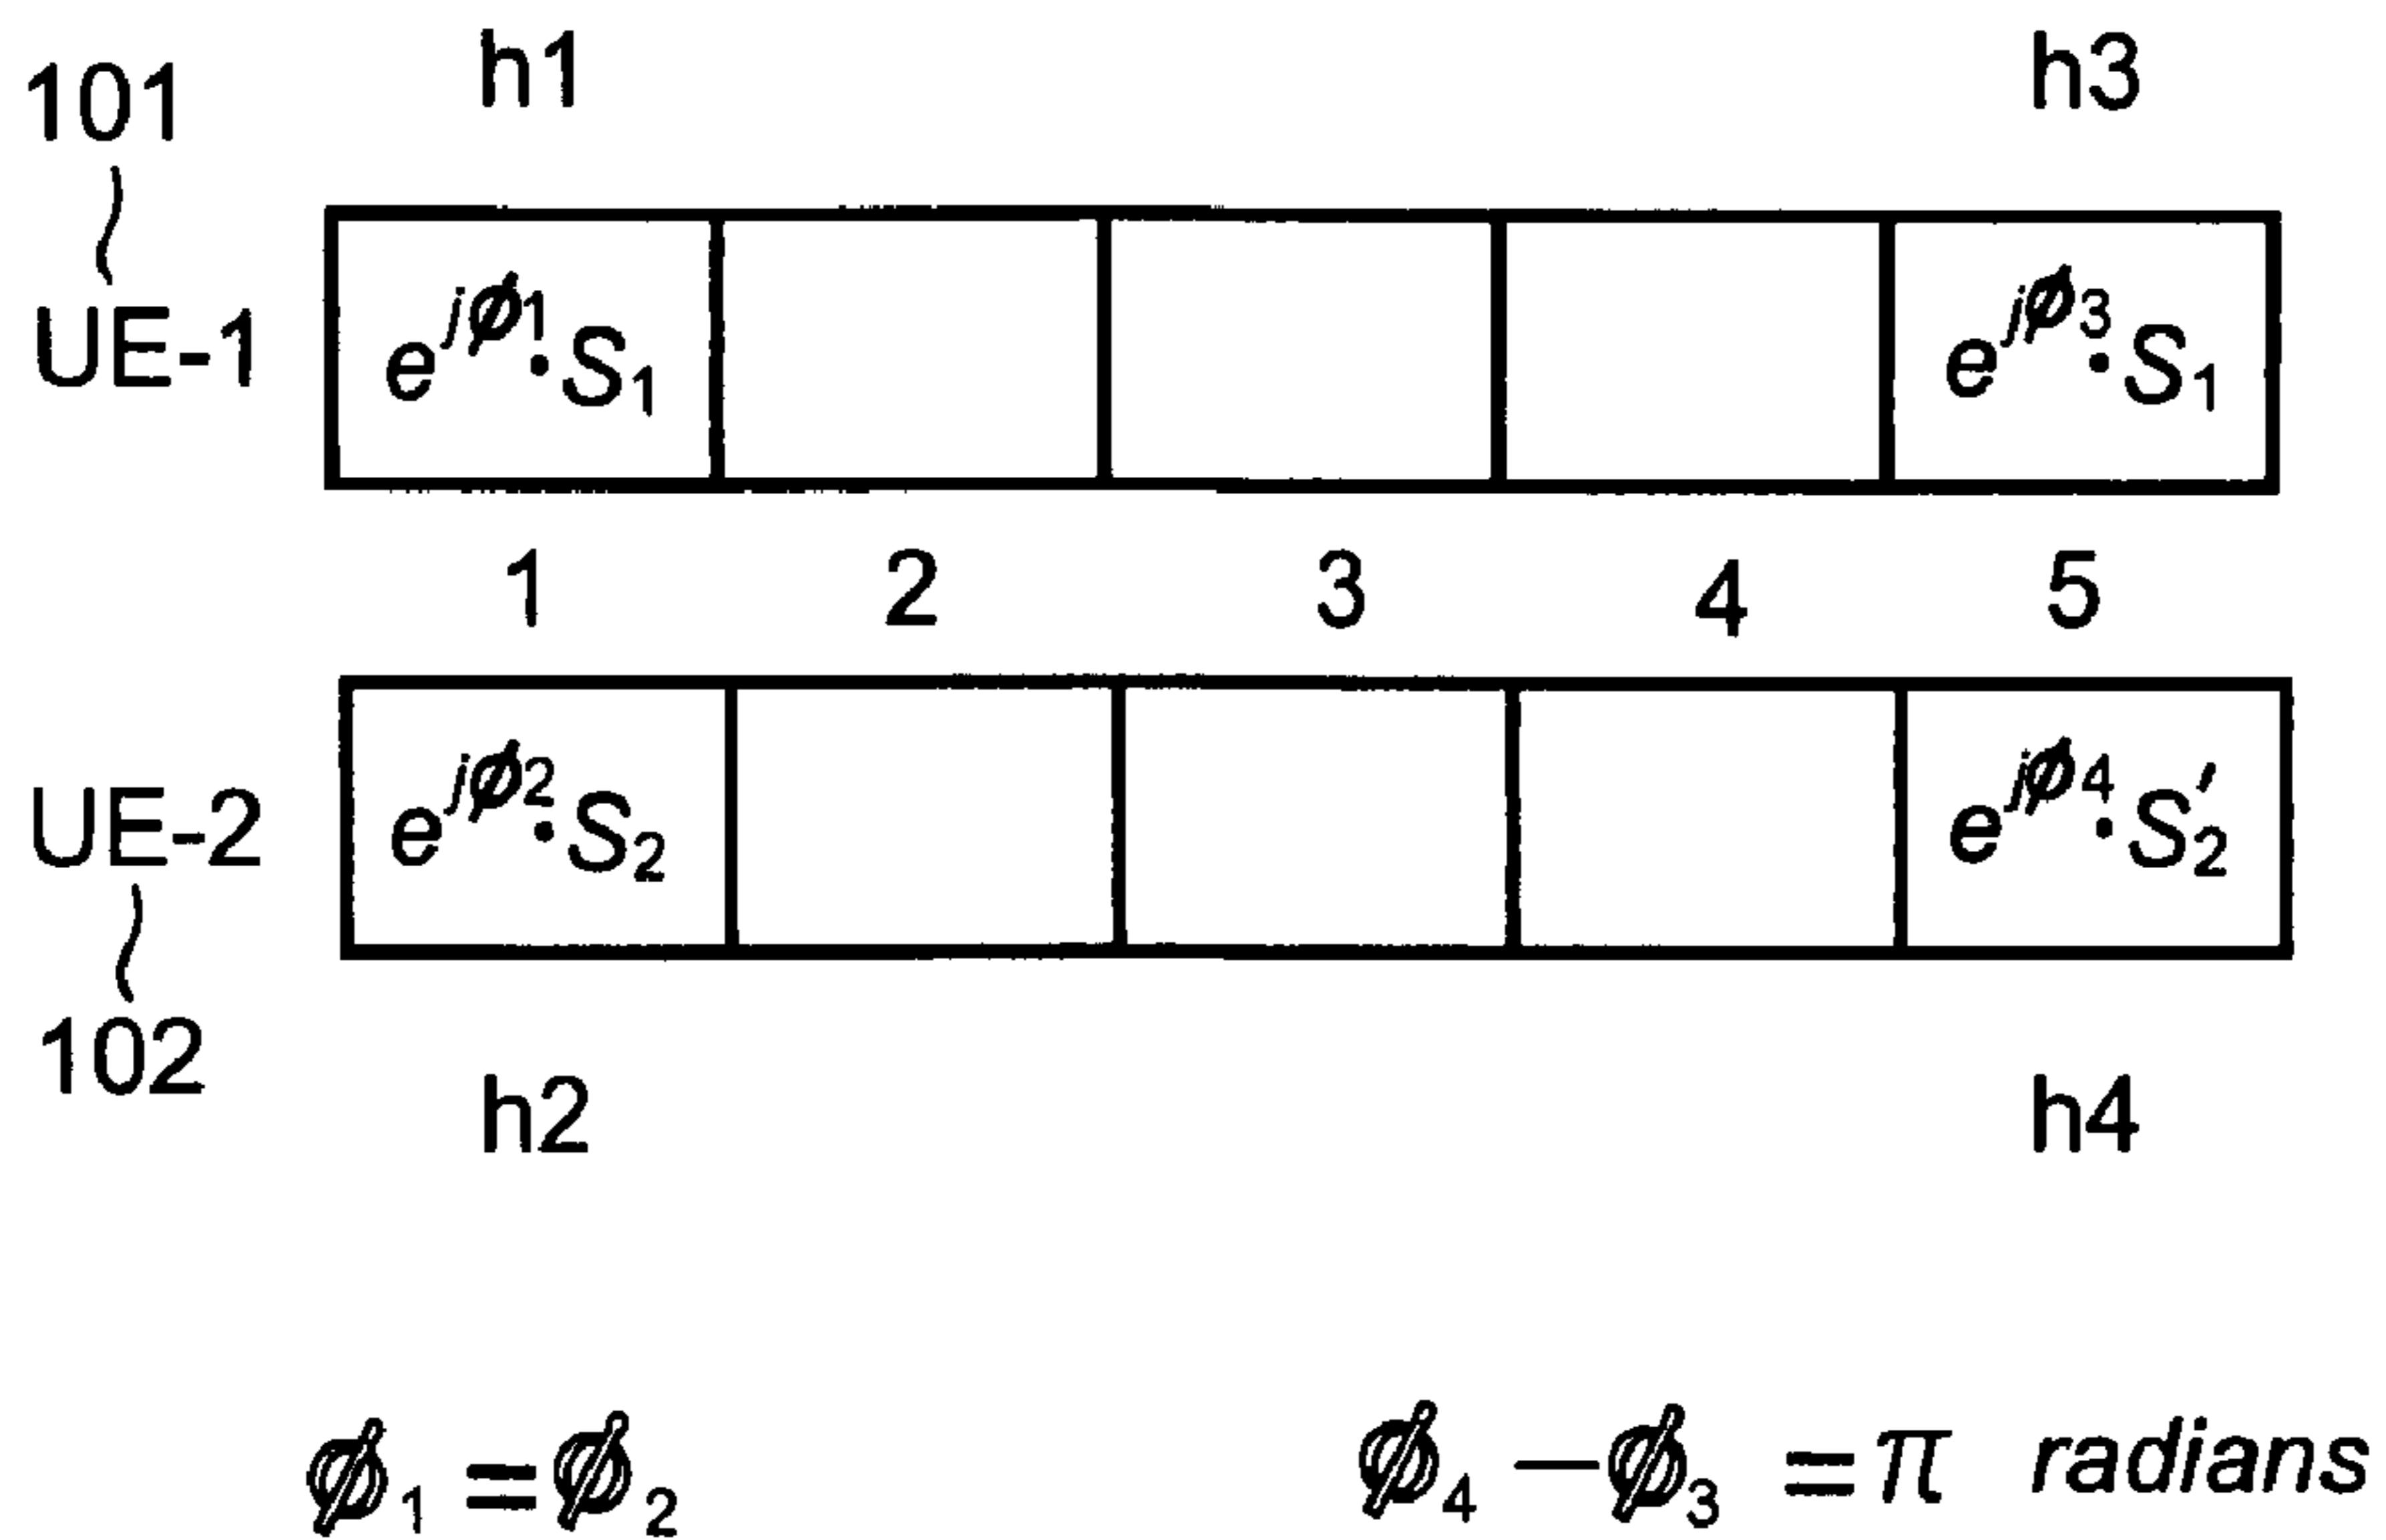 h1 h3
101
UE-1
e^{jϕ1}·S₁ e^{jϕ3}·S₁
1 2 3 4 5
UE-2
e^{jϕ2}·S₂ e^{jϕ4}·S′₂
102
h2 h4
ϕ₁ = ϕ₂ ϕ₄ − ϕ₃ = π radians